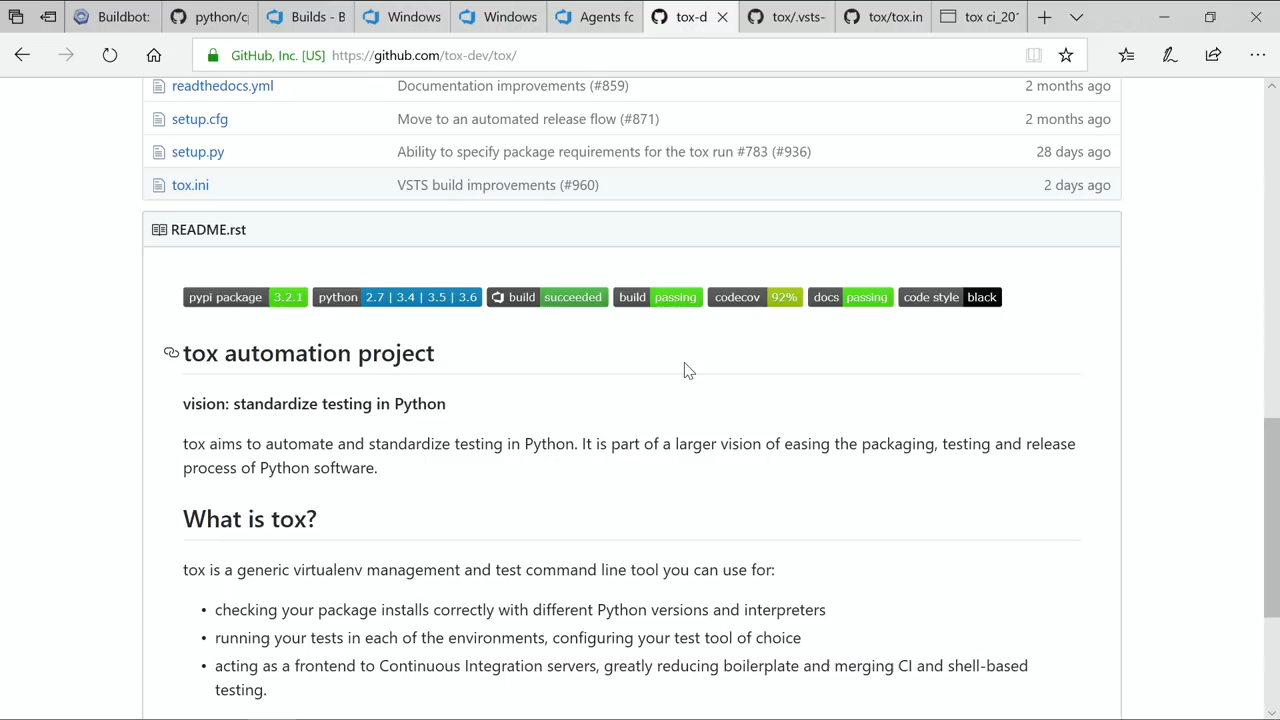 Buildbot:
python/c
Builds - B
Windows
Windows
Agents fo
tox-d
tox/.vsts-
tox/tox.in
tox ci_20
GitHub, Inc. [US] https://github.com/tox-dev/tox/
readthedocs.yml Documentation improvements (#859) 2 months ago
setup.cfg Move to an automated release flow (#871) 2 months ago
setup.py Ability to specify package requirements for the tox run #783 (#936) 28 days ago
tox.ini VSTS build improvements (#960) 2 days ago
README.rst
pypi package 3.2.1 python 2.7 | 3.4 | 3.5 | 3.6 build succeeded build passing codecov 92% docs passing code style black
tox automation project
vision: standardize testing in Python
tox aims to automate and standardize testing in Python. It is part of a larger vision of easing the packaging, testing and release
process of Python software.
What is tox?
tox is a generic virtualenv management and test command line tool you can use for:
• checking your package installs correctly with different Python versions and interpreters
• running your tests in each of the environments, configuring your test tool of choice
• acting as a frontend to Continuous Integration servers, greatly reducing boilerplate and merging CI and shell-based
testing.